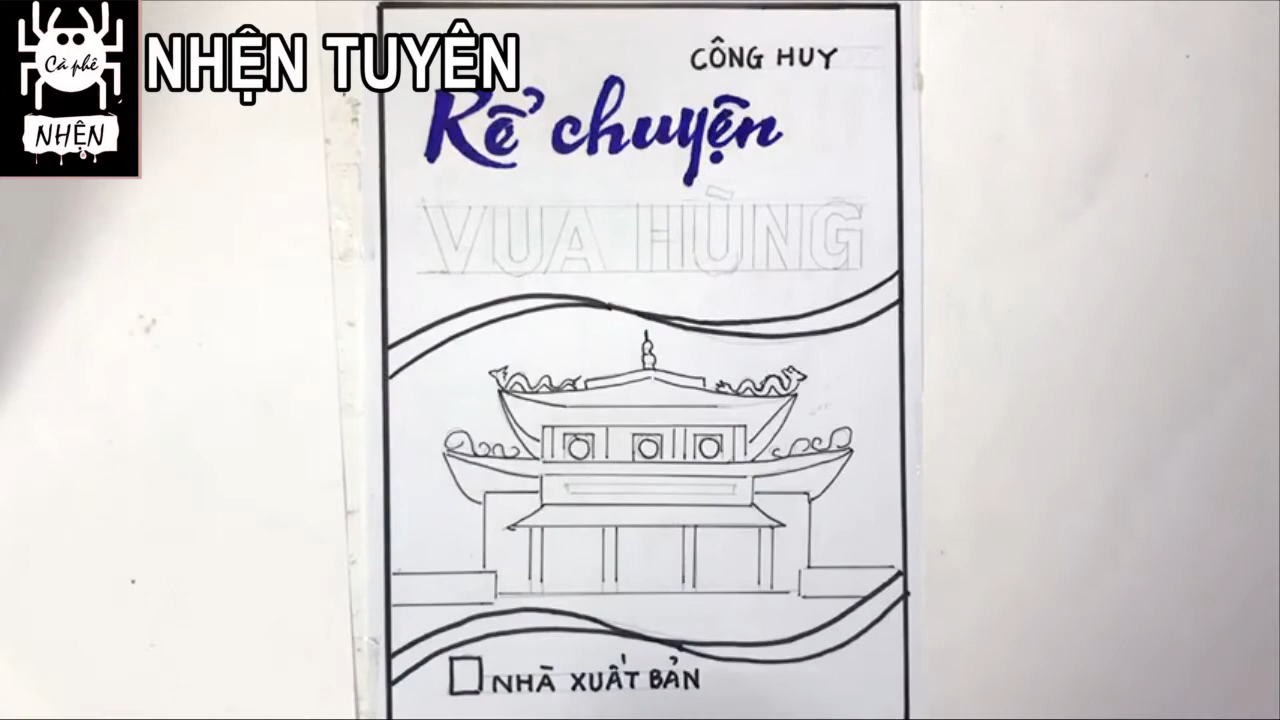 Cà phê
NHỆN
NHỆN TUYÊN
CÔNG HUY
Kể chuyện
VUA HÙNG
NHÀ XUẤT BẢN